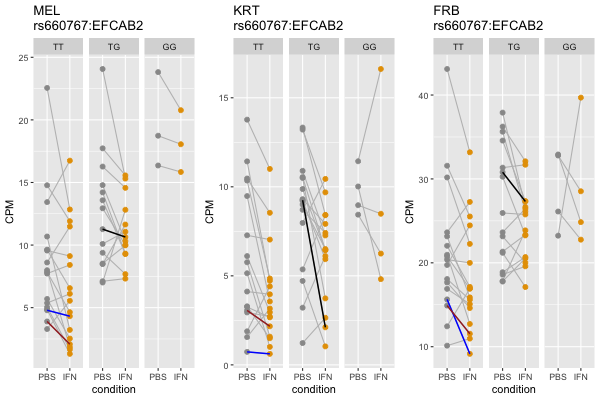 MEL
rs660767:EFCAB2
TT TG GG
25
20
15
10
5
CPM
PBS IFN PBS IFN PBS IFN
condition
KRT
rs660767:EFCAB2
TT TG GG
15
10
5
0
CPM
PBS IFN PBS IFN PBS IFN
condition
FRB
rs660767:EFCAB2
TT TG GG
40
30
20
10
CPM
PBS IFN PBS IFN PBS IFN
condition